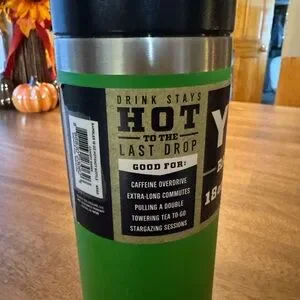 DRINK STAYS
HOT
TO THE
LAST DROP
GOOD FOR:
CAFFEINE OVERDRIVE
EXTRA-LONG COMMUTES
PULLING A DOUBLE
TOWERING TEA TO-GO
STARGAZING SESSIONS
Y
18